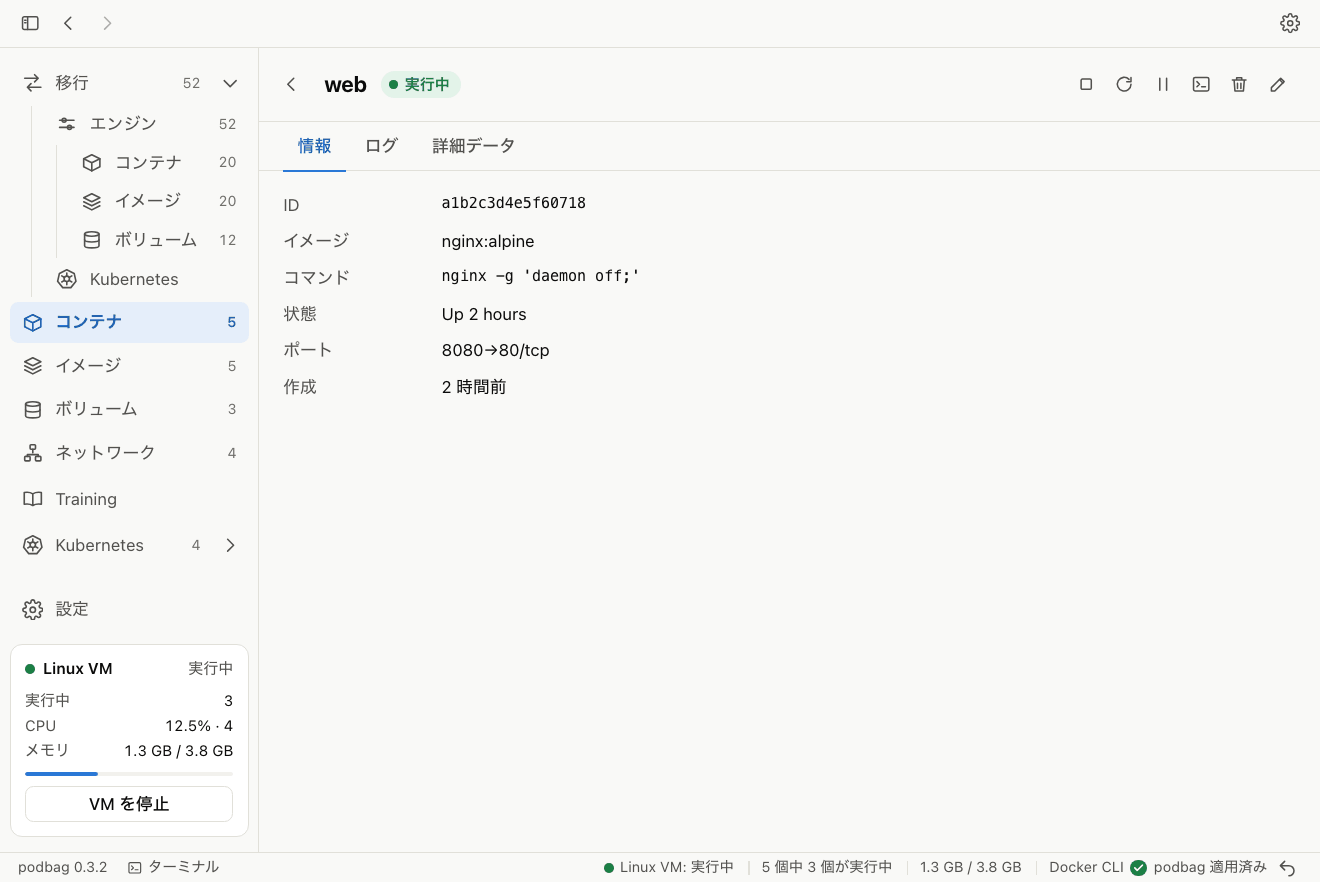 移行 52
エンジン 52
コンテナ 20
イメージ 20
ボリューム 12
Kubernetes
コンテナ 5
イメージ 5
ボリューム 3
ネットワーク 4
Training
Kubernetes 4
設定
Linux VM 実行中
実行中 3
CPU 12.5% · 4
メモリ 1.3 GB / 3.8 GB
VM を停止
web 実行中
情報 ログ 詳細データ
ID a1b2c3d4e5f60718
イメージ nginx:alpine
コマンド nginx -g 'daemon off;'
状態 Up 2 hours
ポート 8080→80/tcp
作成 2 時間前
podbag 0.3.2 ターミナル Linux VM: 実行中 5 個中 3 個が実行中 1.3 GB / 3.8 GB Docker CLI podbag 適用済み